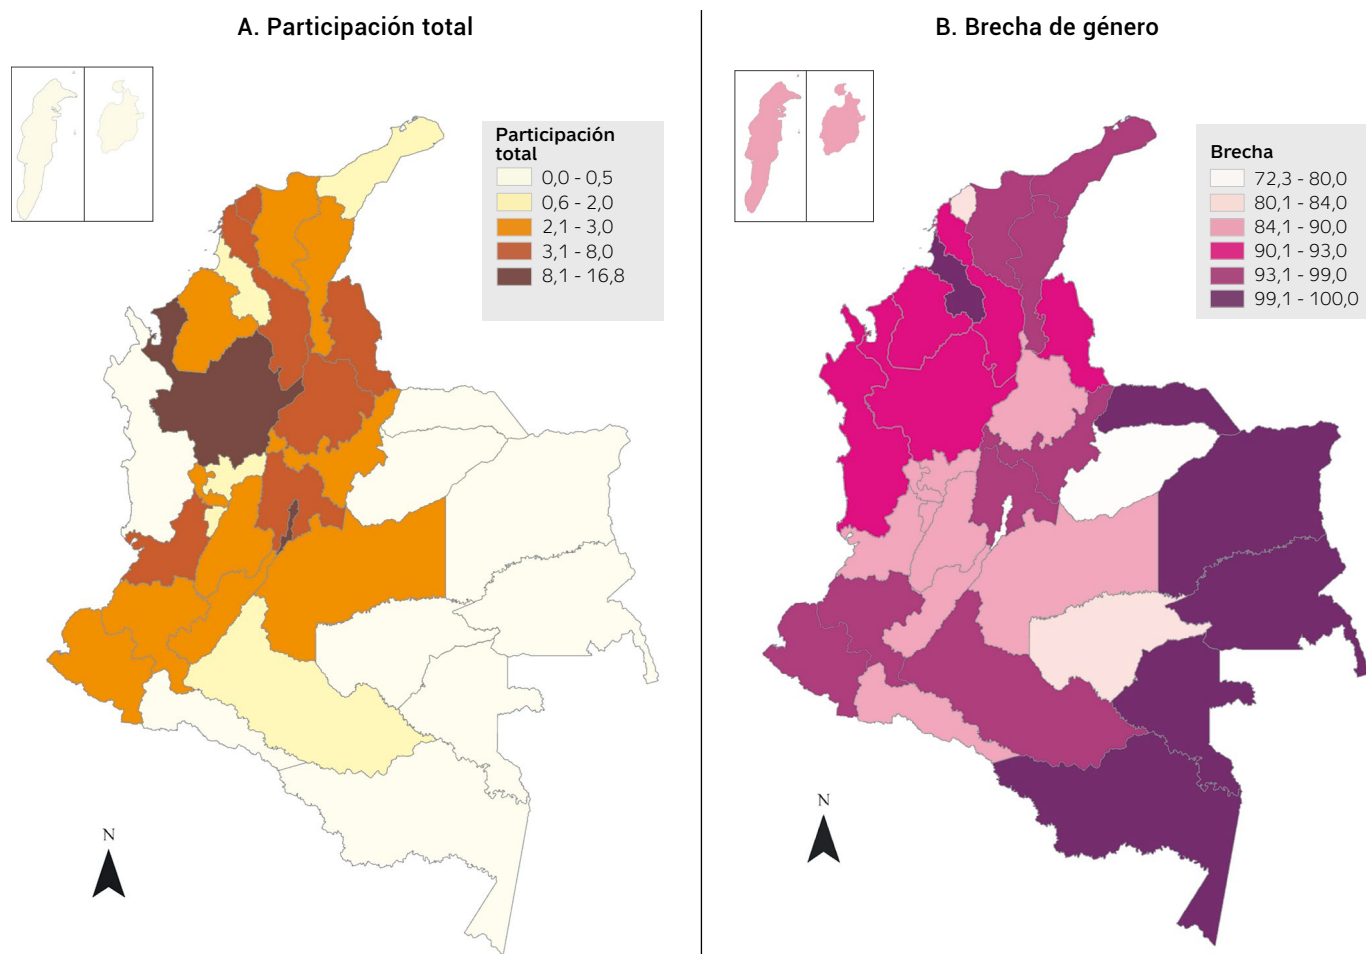 A. Participación total
Participación
total
0,0 - 0,5
0,6 - 2,0
2,1 - 3,0
3,1 - 8,0
8,1 - 16,8
N
B. Brecha de género
Brecha
72,3 - 80,0
80,1 - 84,0
84,1 - 90,0
90,1 - 93,0
93,1 - 99,0
99,1 - 100,0
N